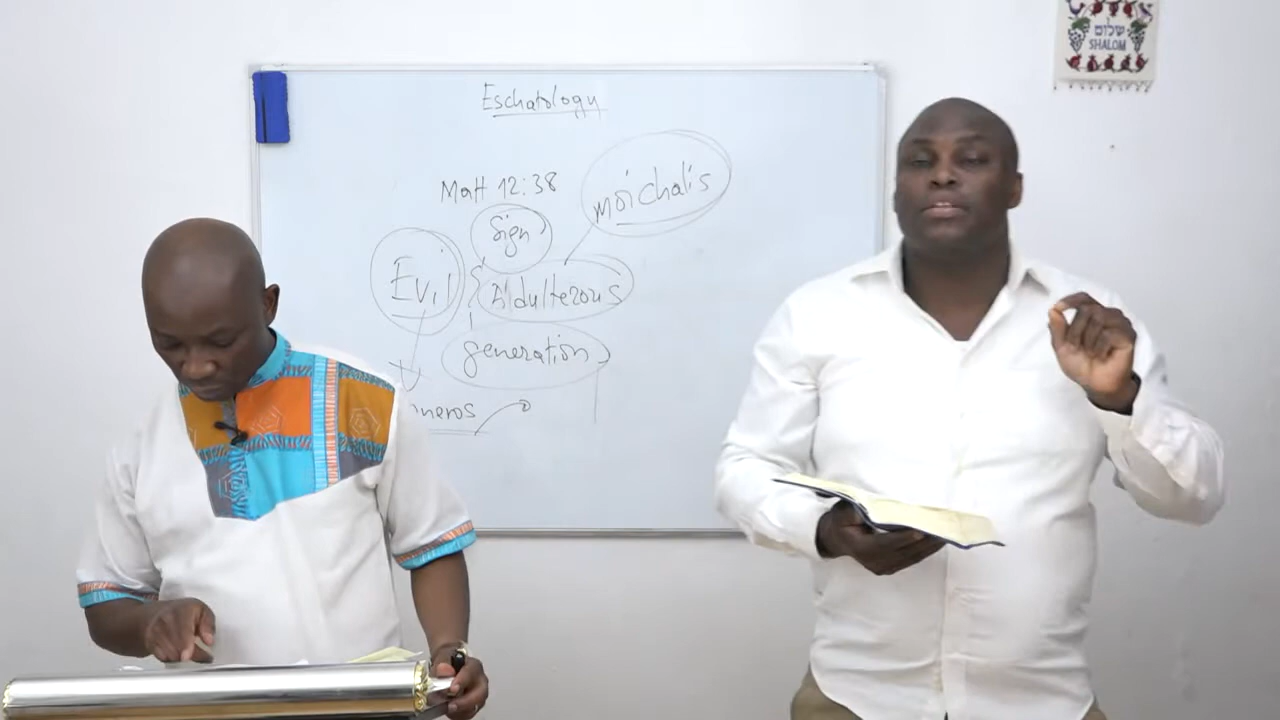 שלום
SHALOM
Eschatology
Matt 12:38
moichalis
Sign
Evil
Adulterous
generation
neros